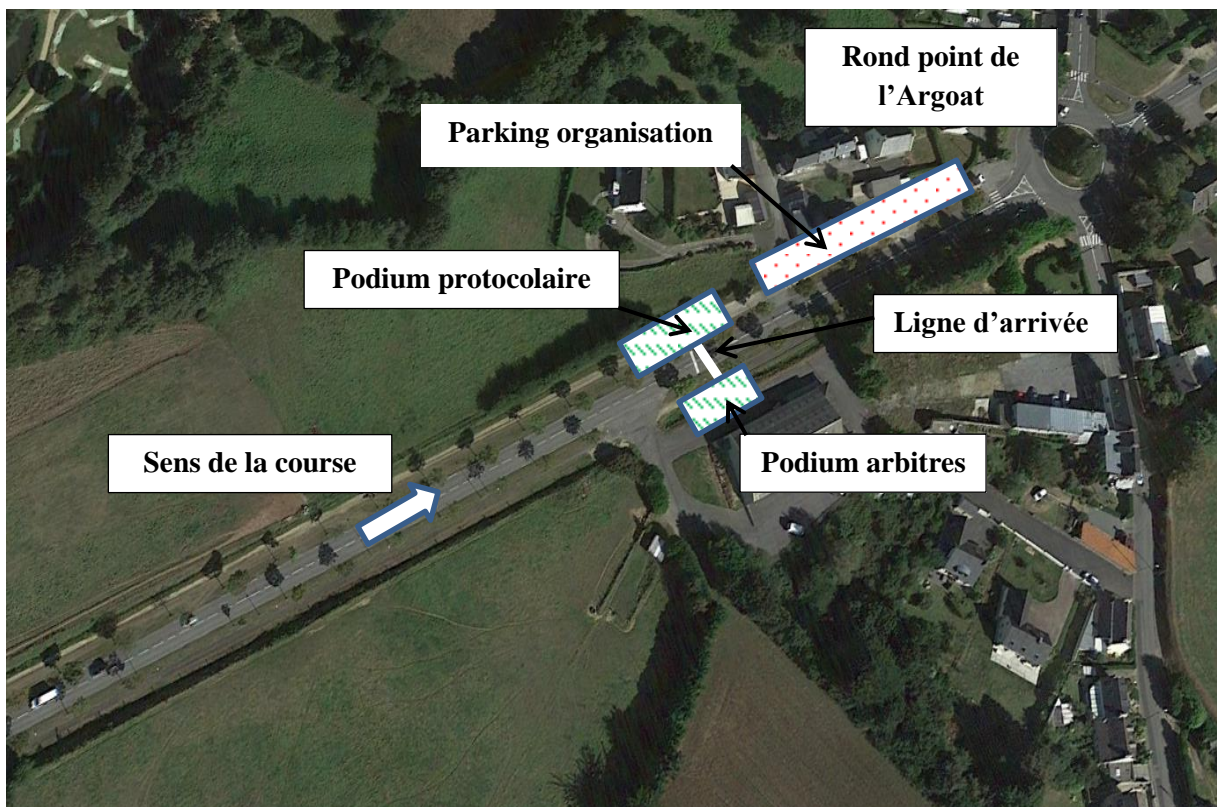 Rond point de
l'Argoat
Parking organisation
Podium protocolaire
Ligne d'arrivée
Sens de la course
Podium arbitres